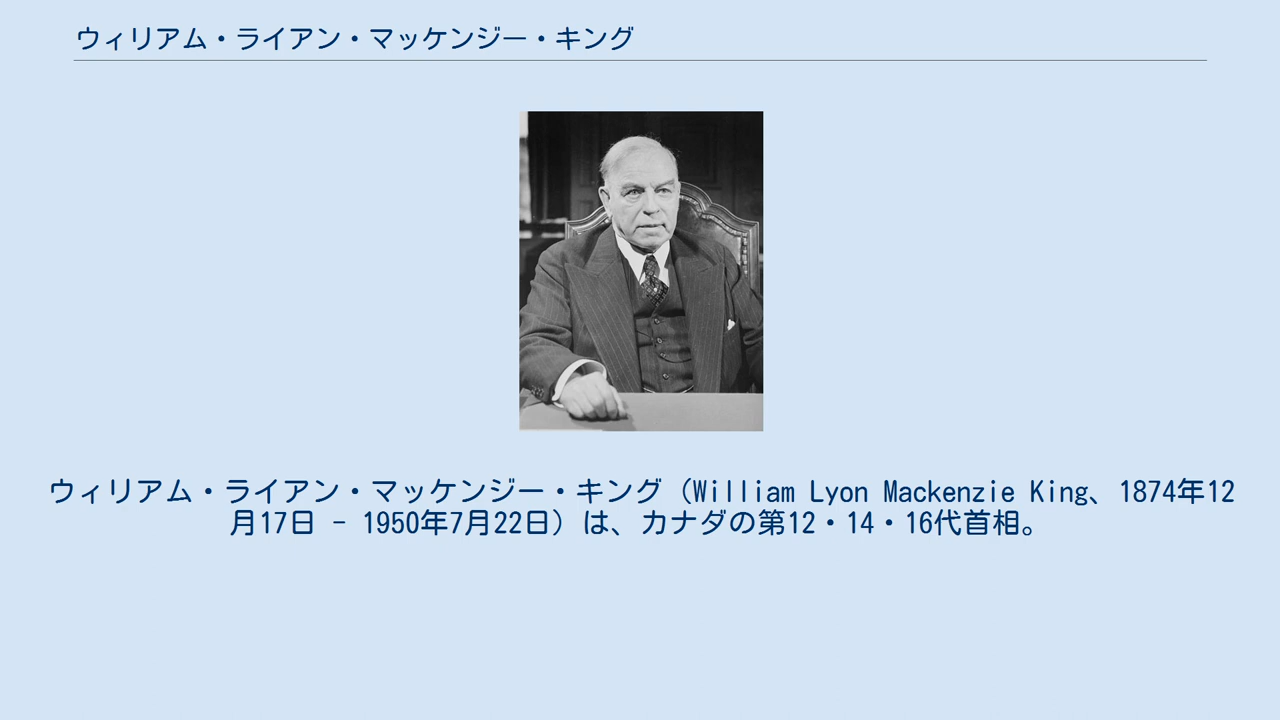 ウィリアム・ライアン・マッケンジー・キング
ウィリアム・ライアン・マッケンジー・キング（William Lyon Mackenzie King、1874年12
月17日 - 1950年7月22日）は、カナダの第12・14・16代首相。